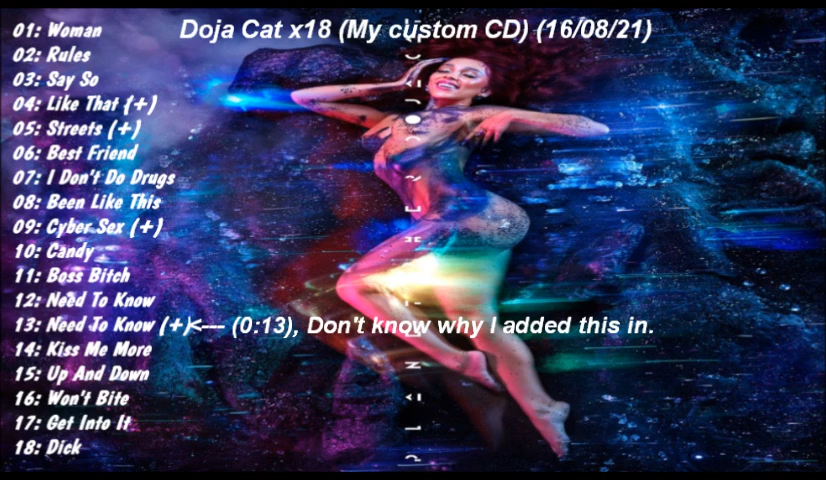 Doja Cat x18 (My custom CD) (16/08/21)
01: Woman
02: Rules
03: Say So
04: Like That (+)
05: Streets (+)
06: Best Friend
07: I Don't Do Drugs
08: Been Like This
09: Cyber Sex (+)
10: Candy
11: Boss Bitch
12: Need To Know
13: Need To Know (+)<--- (0:13), Don't know why I added this in.
14: Kiss Me More
15: Up And Down
16: Won't Bite
17: Get Into It
18: Dick